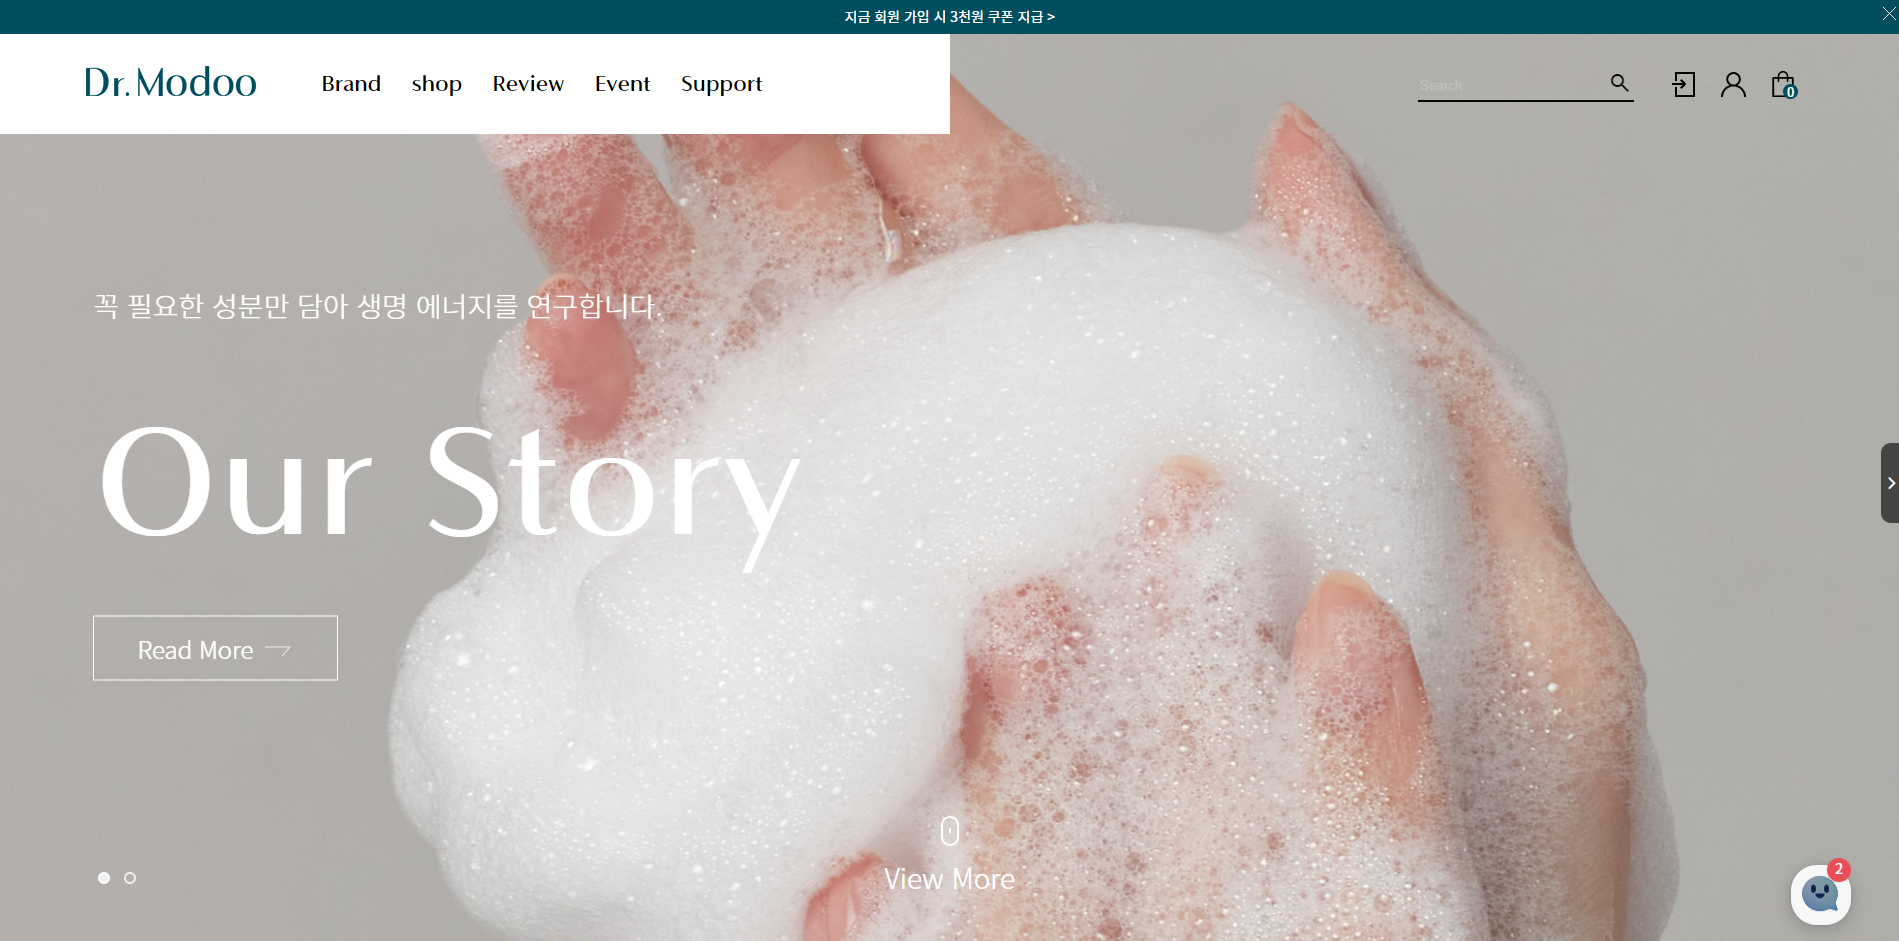 지금 회원 가입 시 3천원 쿠폰 지급 >
Dr.Modoo
Brand
shop
Review
Event
Support
Search
0
꼭 필요한 성분만 담아 생명 에너지를 연구합니다.
Our Story
Read More
View More
2